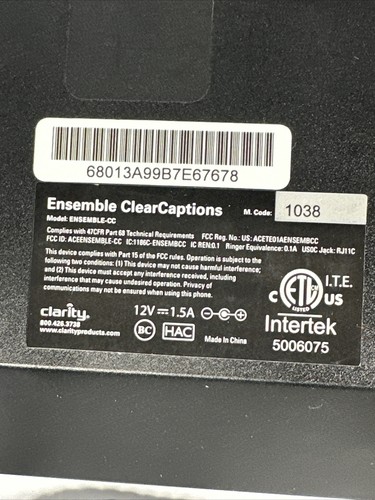 68013A99B7E67678
Ensemble ClearCaptions M. Code: 1038
Model: ENSEMBLE-CC
Complies with 47CFR Part 68 Technical Requirements FCC Reg. No.: US: ACETE01AENSEMBCC
FCC ID: ACEENSEMBLE-CC IC:1186C-ENSEMBCC IC REN:0.1 Ringer Equivalence: 0.1A USOC Jack: RJ11C
This device complies with Part 15 of the FCC rules. Operation is subject to the
following two conditions: (1) This device may not cause harmful interference;
and (2) This device must accept any interference received, including
interference that may cause undesired operation. Privacy of
communications may not be ensured when using this device.
C ETL CM US
LISTED
I.T.E.
Intertek
5006075
clarity.
800.426.3738
www.clarityproducts.com
12V 1.5A
BC HAC Made in China